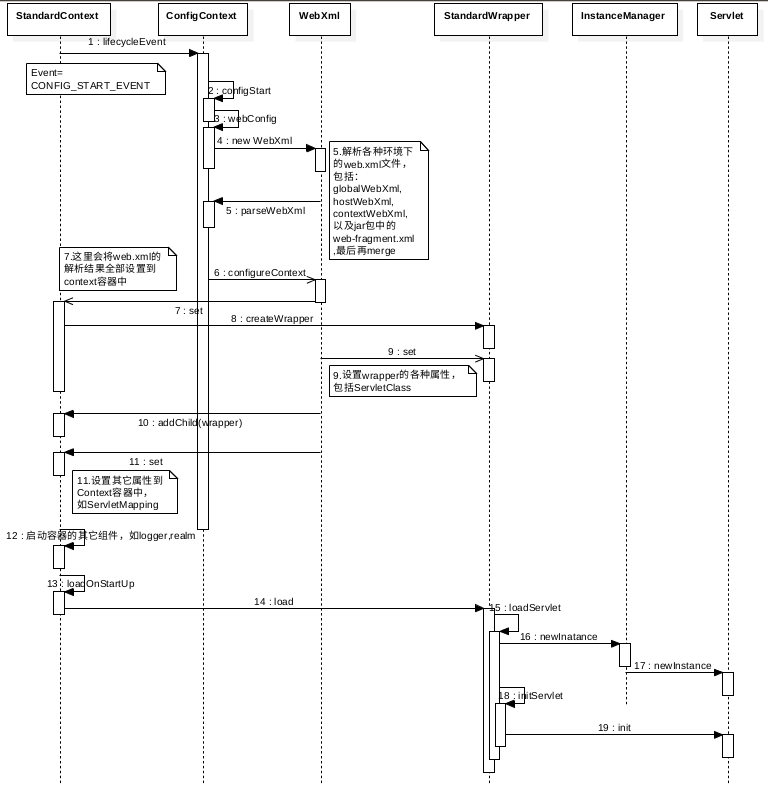 StandardContext
ConfigContext
WebXml
StandardWrapper
InstanceManager
Servlet
1 : lifecycleEvent
Event=
CONFIG_START_EVENT
2 : configStart
3 : webConfig
4 : new WebXml
5.解析各种环境下
的web.xml文件，
包括：
globalWebXml,
hostWebXml,
contextWebXml,
以及jar包中的
web-fragment.xml
,最后再merge
5 : parseWebXml
7.这里会将web.xml的
解析结果全部设置到
context容器中
6 : configureContext
7 : set
8 : createWrapper
9 : set
9.设置wrapper的各种属性，
包括ServletClass
10 : addChild(wrapper)
11 : set
11.设置其它属性到
Context容器中，
如ServletMapping
12 : 启动容器的其它组件，如logger,realm
13 : loadOnStartUp
14 : load
15 : loadServlet
16 : newInatance
17 : newInstance
18 : initServlet
19 : init